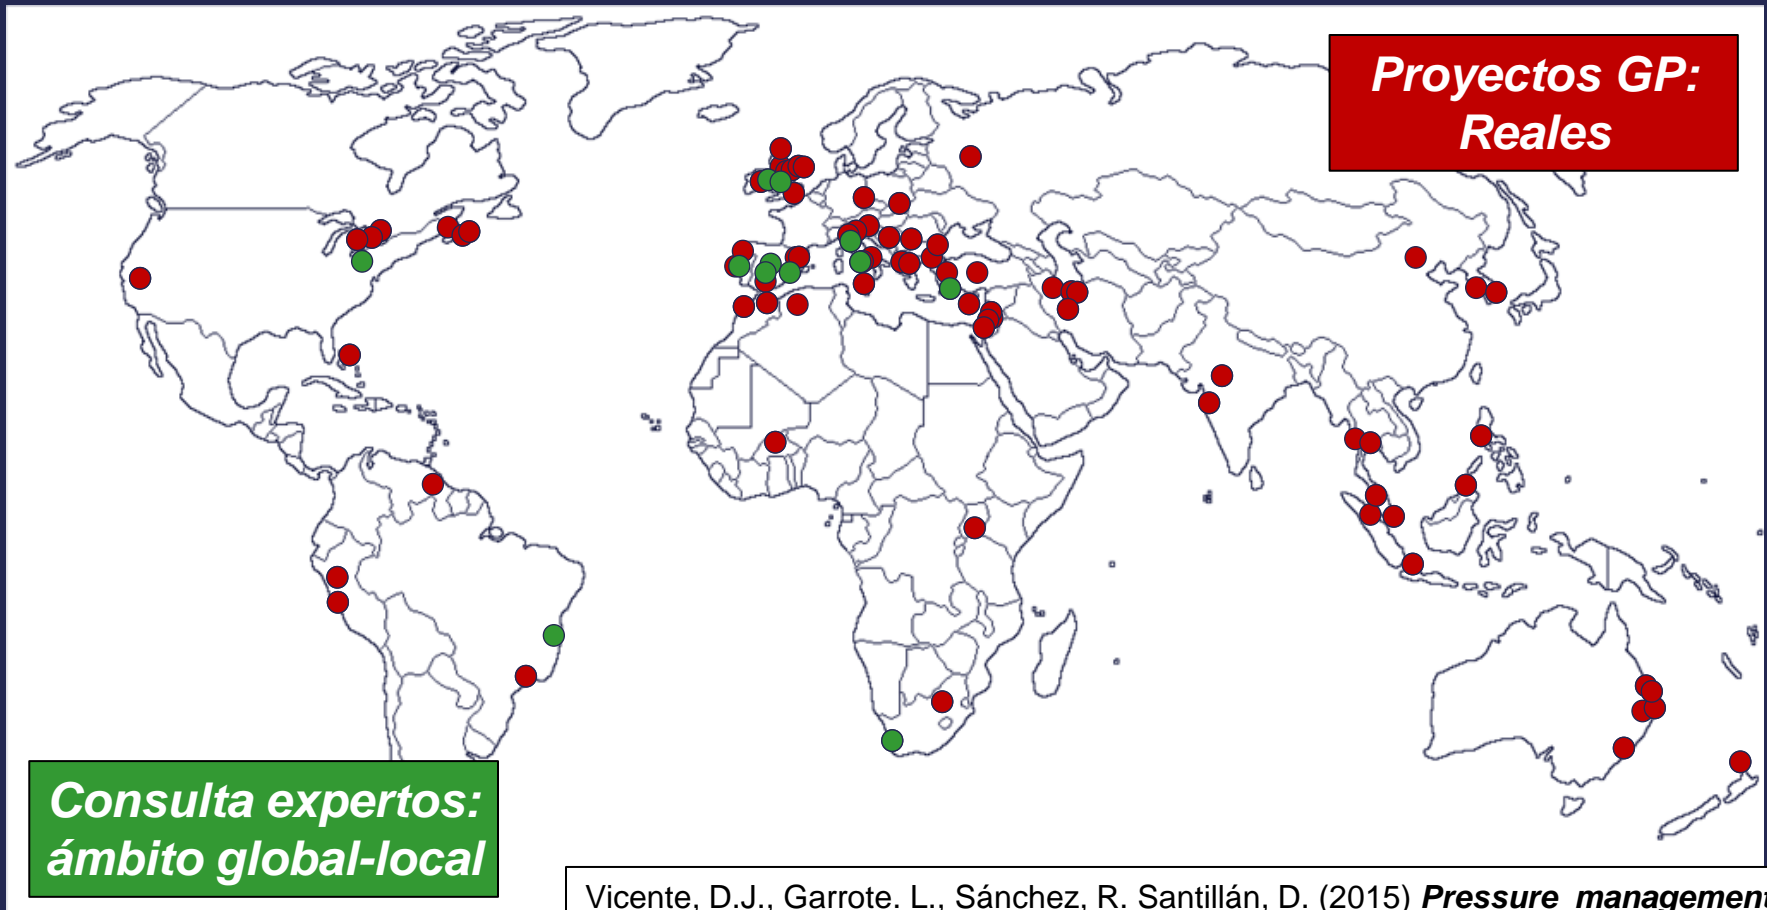 Proyectos GP:
Reales
Consulta expertos:
ámbito global-local
Vicente, D.J., Garrote. L., Sánchez, R. Santillán, D. (2015) Pressure management